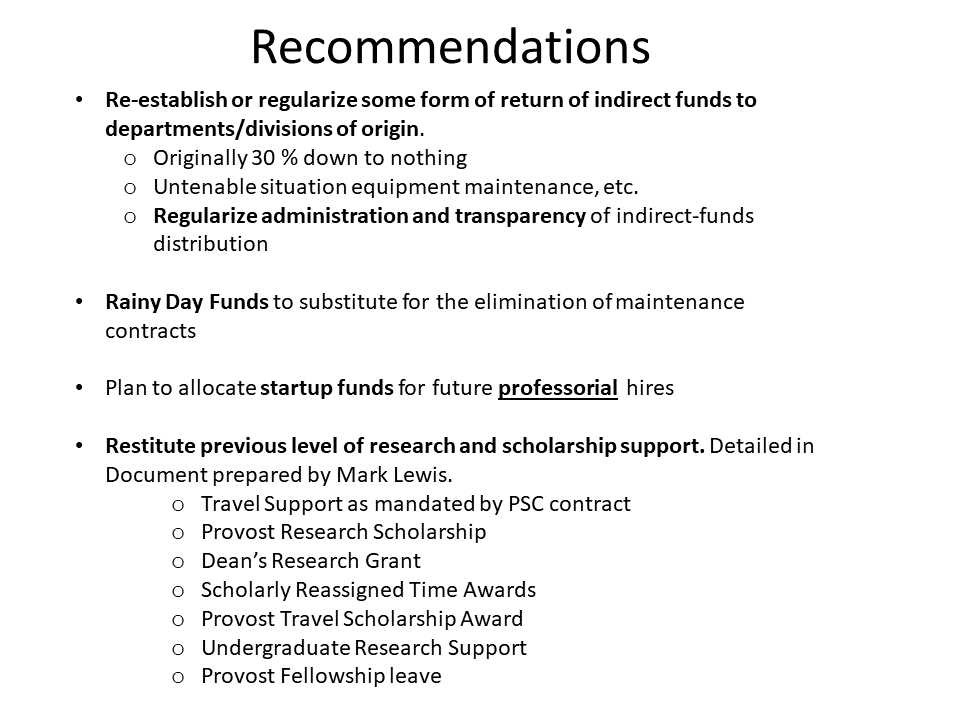 Recommendations
• Re-establish or regularize some form of return of indirect funds to
departments/divisions of origin.
o Originally 30 % down to nothing
o Untenable situation equipment maintenance, etc.
o Regularize administration and transparency of indirect-funds
distribution
• Rainy Day Funds to substitute for the elimination of maintenance
contracts
• Plan to allocate startup funds for future professorial hires
• Restitute previous level of research and scholarship support. Detailed in
Document prepared by Mark Lewis.
o Travel Support as mandated by PSC contract
o Provost Research Scholarship
o Dean’s Research Grant
o Scholarly Reassigned Time Awards
o Provost Travel Scholarship Award
o Undergraduate Research Support
o Provost Fellowship leave